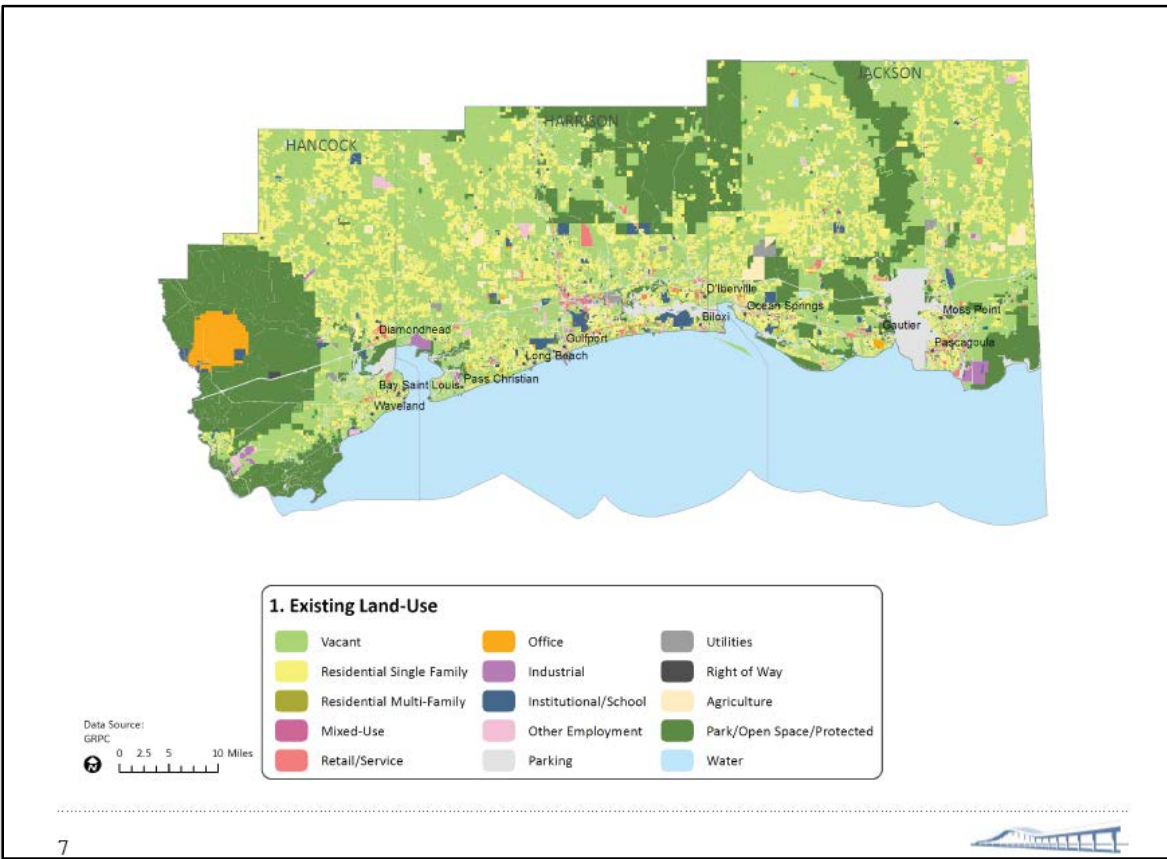 JACKSON
HARRISON
HANCOCK
D'Iberville
Ocean Springs
Moss Point
Biloxi
Gautier
Diamondhead
Gulfport
Pascagoula
Long Beach
Pass Christian
Bay Saint Louis
Waveland
1. Existing Land-Use
Vacant
Office
Utilities
Residential Single Family
Industrial
Right of Way
Residential Multi-Family
Institutional/School
Agriculture
Mixed-Use
Other Employment
Park/Open Space/Protected
Retail/Service
Parking
Water
Data Source:
GRPC
0 2.5 5 10 Miles
N
7